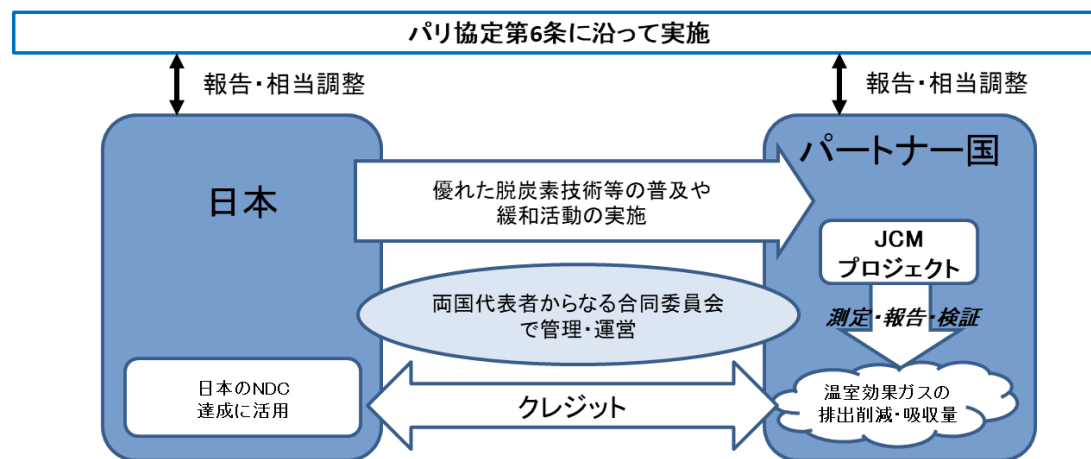 パリ協定第6条に沿って実施
報告・相当調整
報告・相当調整
日本
パートナー国
優れた脱炭素技術等の普及や
緩和活動の実施
JCM
プロジェクト
両国代表者からなる合同委員会
で管理・運営
測定・報告・検証
日本のNDC
達成に活用
クレジット
温室効果ガスの
排出削減・吸収量